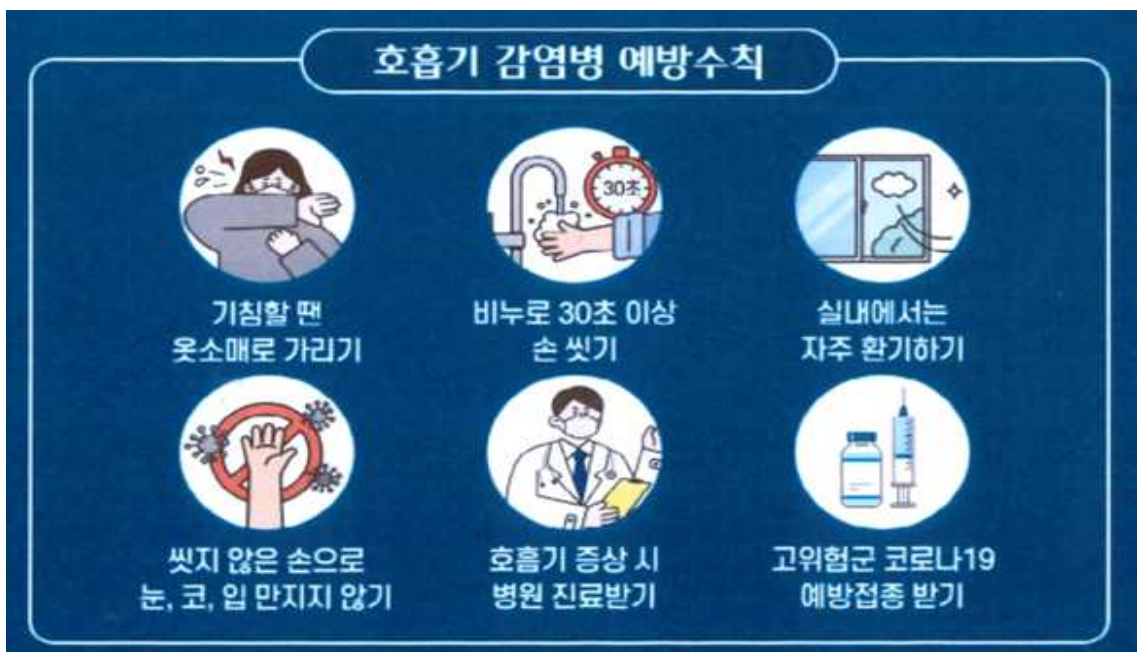 호흡기 감염병 예방수칙
30초
기침할 땐
옷소매로 가리기
비누로 30초 이상
손 씻기
실내에서는
자주 환기하기
씻지 않은 손으로
눈, 코, 입 만지지 않기
호흡기 증상 시
병원 진료받기
고위험군 코로나19
예방접종 받기